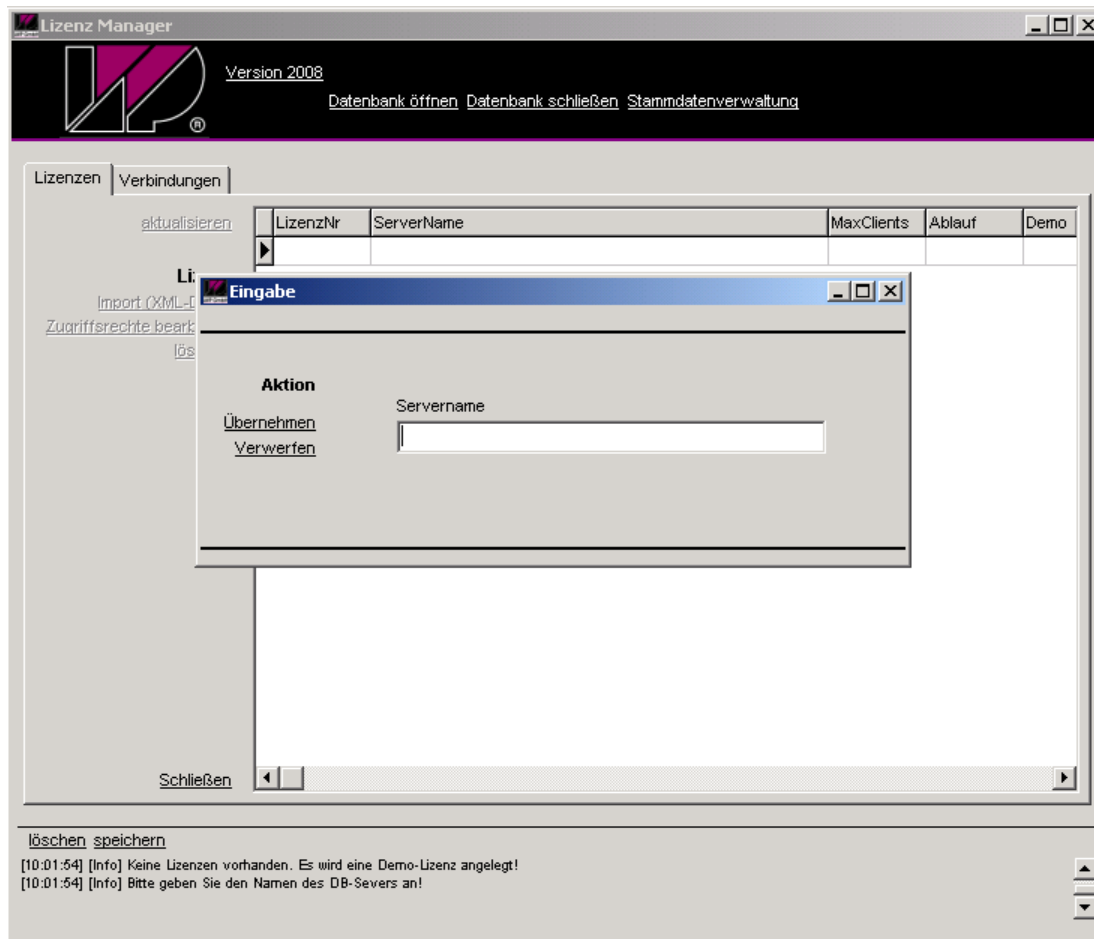 Lizenz Manager
Version 2008
Datenbank öffnen Datenbank schließen Stammdatenverwaltung
Lizenzen Verbindungen
aktualisieren LizenzNr ServerName MaxClients Ablauf Demo
Eingabe
Aktion
Servername
Übernehmen
Verwerfen
Schließen
löschen speichern
[10:01:54] [Info] Keine Lizenzen vorhanden. Es wird eine Demo-Lizenz angelegt!
[10:01:54] [Info] Bitte geben Sie den Namen des DB-Severs an!